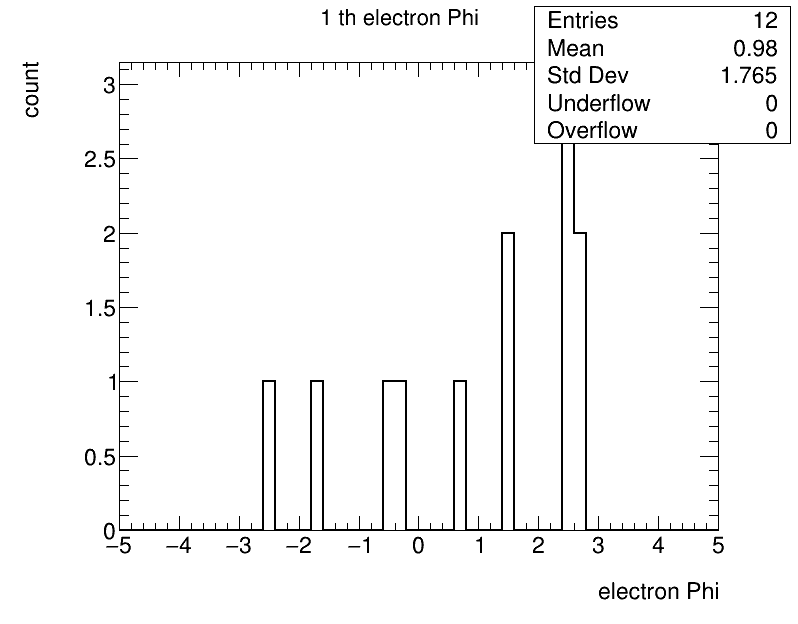 1 th electron Phi
Entries 12
Mean 0.98
Std Dev 1.765
Underflow 0
Overflow 0
count
3
2.5
2
1.5
1
0.5
0
−5 −4 −3 −2 −1 0 1 2 3 4 5
electron Phi